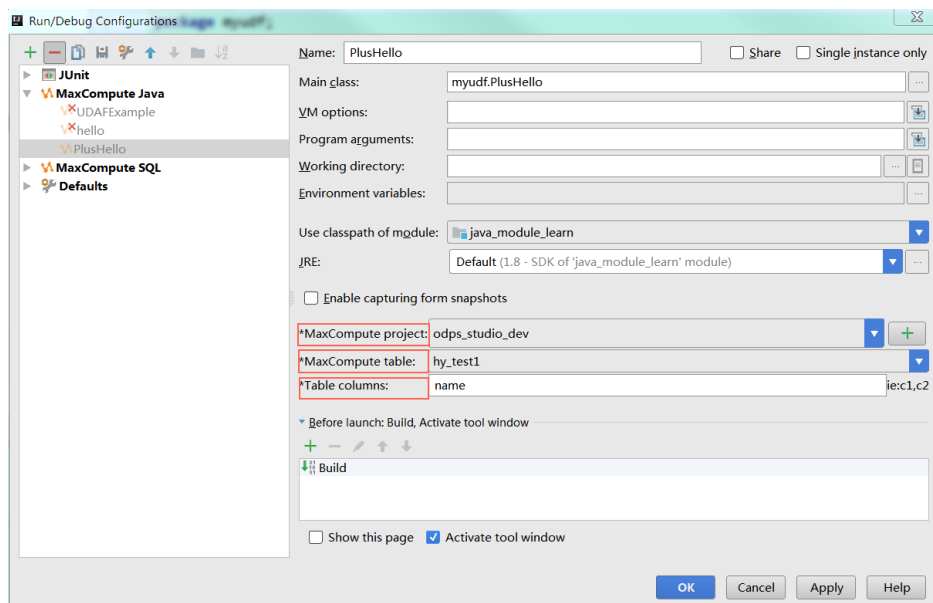 Run/Debug Configurations
Name: PlusHello Share Single instance only
JUnit
MaxCompute Java
UDAFExample
hello
PlusHello
MaxCompute SQL
Defaults
Main class: myudf.PlusHello ...
VM options:
Program arguments:
Working directory: ...
Environment variables: ...
Use classpath of module: java_module_learn
JRE: Default (1.8 - SDK of 'java_module_learn' module) ...
Enable capturing form snapshots
*MaxCompute project: odps_studio_dev
*MaxCompute table: hy_test1
*Table columns: name ie:c1,c2
Before launch: Build, Activate tool window
Build
Show this page Activate tool window
OK Cancel Apply Help